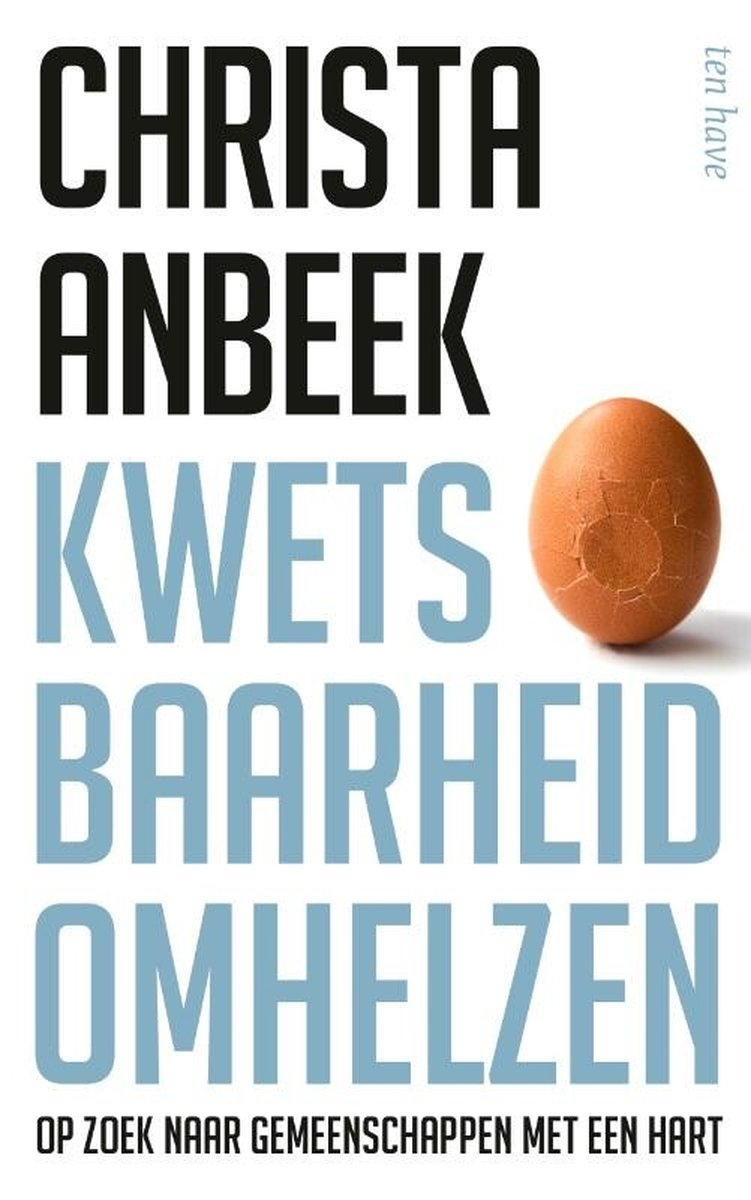 CHRISTA
ANBEEK
KWETS
BAARHEID
OMHELZEN
OP ZOEK NAAR GEMEENSCHAPPEN MET EEN HART
ten have